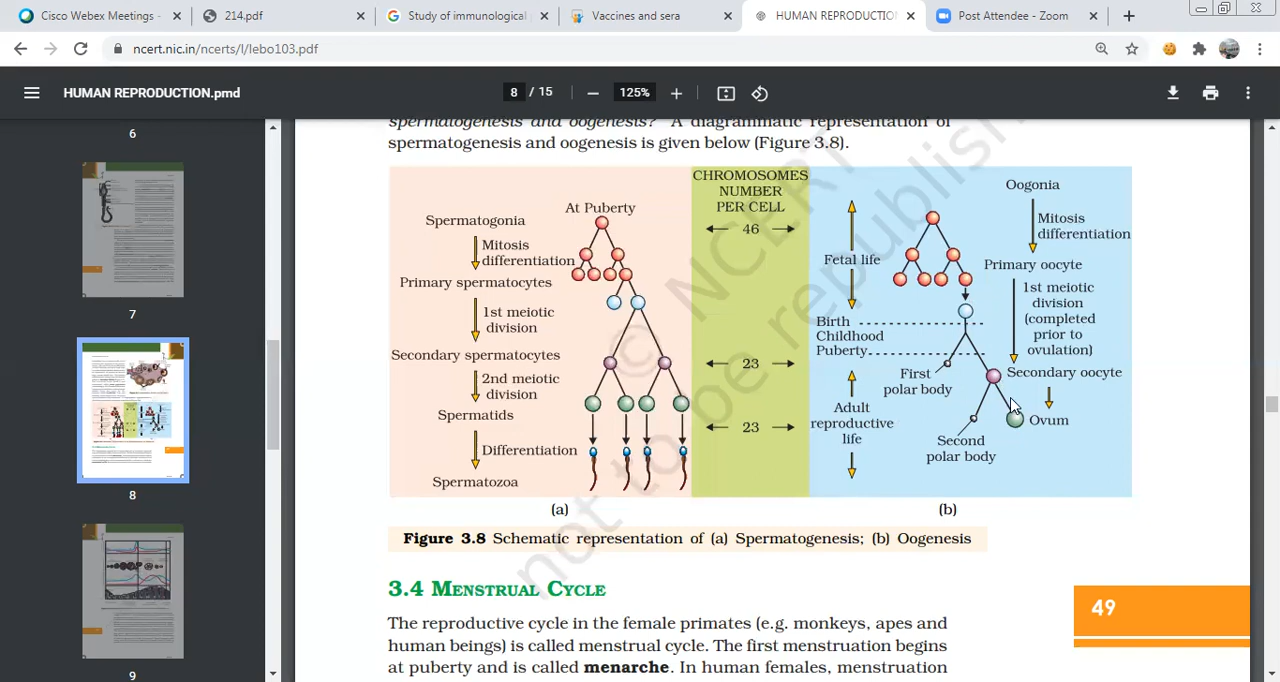 Cisco Webex Meetings -
214.pdf
Study of immunological
Vaccines and sera
HUMAN REPRODUCTIO
Post Attendee - Zoom
ncert.nic.in/ncerts/l/lebo103.pdf
HUMAN REPRODUCTION.pmd
8 / 15
125%
6
7
8
9
spermatogenesis and oogenesis? A diagrammatic representation of
spermatogenesis and oogenesis is given below (Figure 3.8).
Spermatogonia
Mitosis
differentiation
Primary spermatocytes
1st meiotic
division
Secondary spermatocytes
2nd meiotic
division
Spermatids
Differentiation
Spermatozoa
At Puberty
CHROMOSOMES
NUMBER
PER CELL
46
23
23
Fetal life
Birth
Childhood
Puberty
First
polar body
Adult
reproductive
life
Second
polar body
Oogonia
Mitosis
differentiation
Primary oocyte
1st meiotic
division
(completed
prior to
ovulation)
Secondary oocyte
Ovum
(a)
(b)
Figure 3.8 Schematic representation of (a) Spermatogenesis; (b) Oogenesis
3.4 MENSTRUAL CYCLE
49
The reproductive cycle in the female primates (e.g. monkeys, apes and
human beings) is called menstrual cycle. The first menstruation begins
at puberty and is called menarche. In human females, menstruation
© NCERT
not to be republish